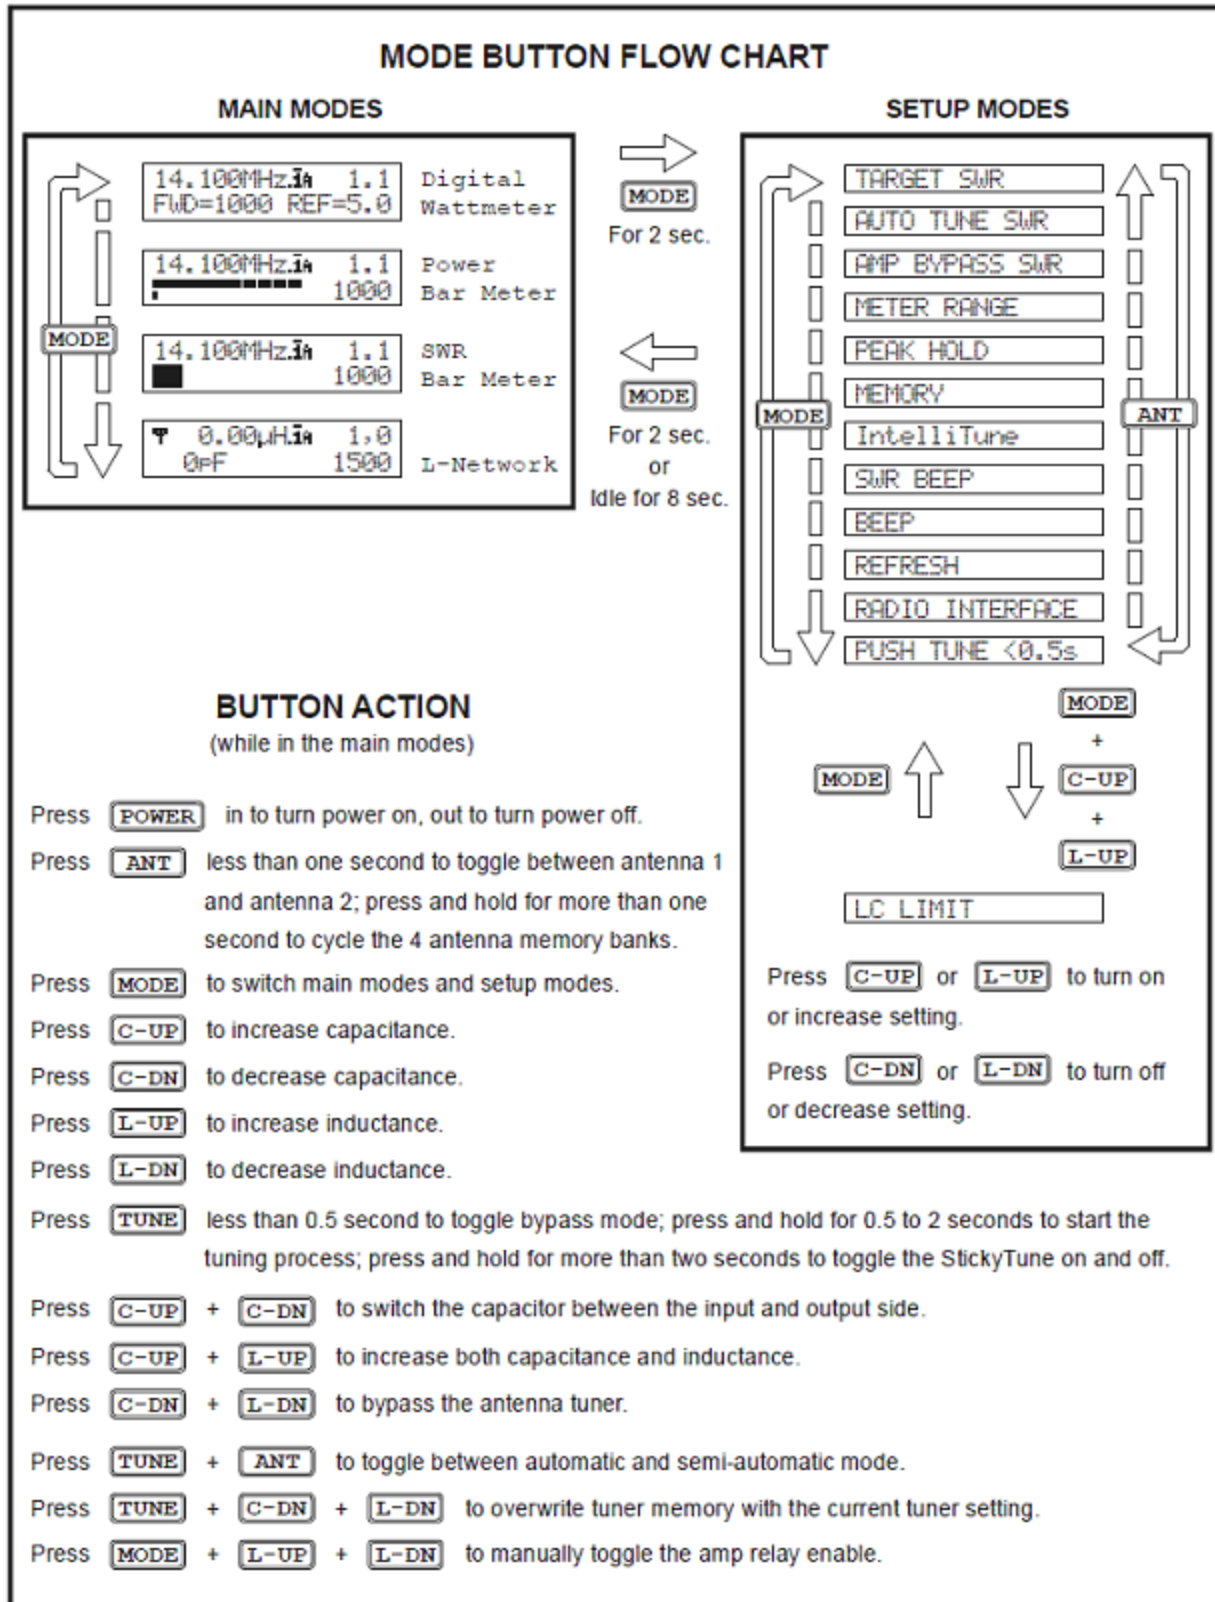 MODE BUTTON FLOW CHART
MAIN MODES
14.100MHz 1A 1.1 Digital
FWD=1000 REF=5.0 Wattmeter
14.100MHz 1A 1.1 Power
1000 Bar Meter
MODE
14.100MHz 1A 1.1 SWR
1000 Bar Meter
0.00µH 1A 1,0
0pF 1500 L-Network
MODE
For 2 sec.
MODE
For 2 sec.
or
Idle for 8 sec.
SETUP MODES
TARGET SWR
AUTO TUNE SWR
AMP BYPASS SWR
METER RANGE
PEAK HOLD
MEMORY
MODE
ANT
IntelliTune
SWR BEEP
BEEP
REFRESH
RADIO INTERFACE
PUSH TUNE <0.5s
MODE
+
MODE C-UP
+
L-UP
LC LIMIT
Press C-UP or L-UP to turn on
or increase setting.
Press C-DN or L-DN to turn off
or decrease setting.
BUTTON ACTION
(while in the main modes)
Press POWER in to turn power on, out to turn power off.
Press ANT less than one second to toggle between antenna 1
and antenna 2; press and hold for more than one
second to cycle the 4 antenna memory banks.
Press MODE to switch main modes and setup modes.
Press C-UP to increase capacitance.
Press C-DN to decrease capacitance.
Press L-UP to increase inductance.
Press L-DN to decrease inductance.
Press TUNE less than 0.5 second to toggle bypass mode; press and hold for 0.5 to 2 seconds to start the
tuning process; press and hold for more than two seconds to toggle the StickyTune on and off.
Press C-UP + C-DN to switch the capacitor between the input and output side.
Press C-UP + L-UP to increase both capacitance and inductance.
Press C-DN + L-DN to bypass the antenna tuner.
Press TUNE + ANT to toggle between automatic and semi-automatic mode.
Press TUNE + C-DN + L-DN to overwrite tuner memory with the current tuner setting.
Press MODE + L-UP + L-DN to manually toggle the amp relay enable.